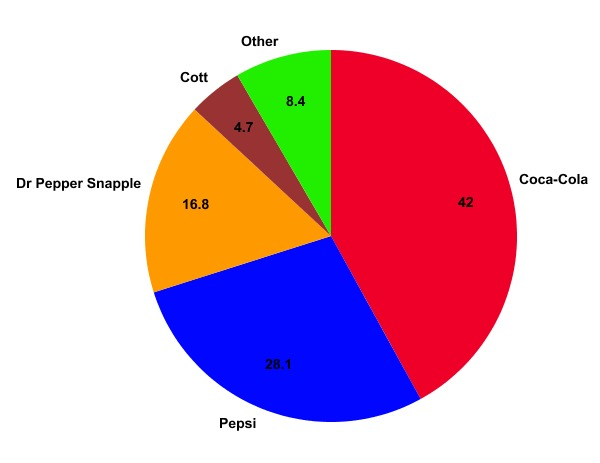 Other
Cott
8.4
4.7
Dr Pepper Snapple
16.8
Coca-Cola
42
28.1
Pepsi